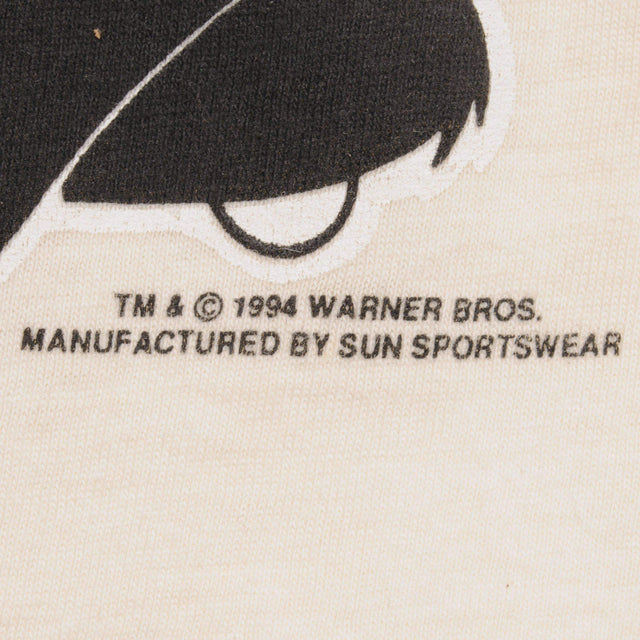 TM & © 1994 WARNER BROS.
MANUFACTURED BY SUN SPORTSWEAR